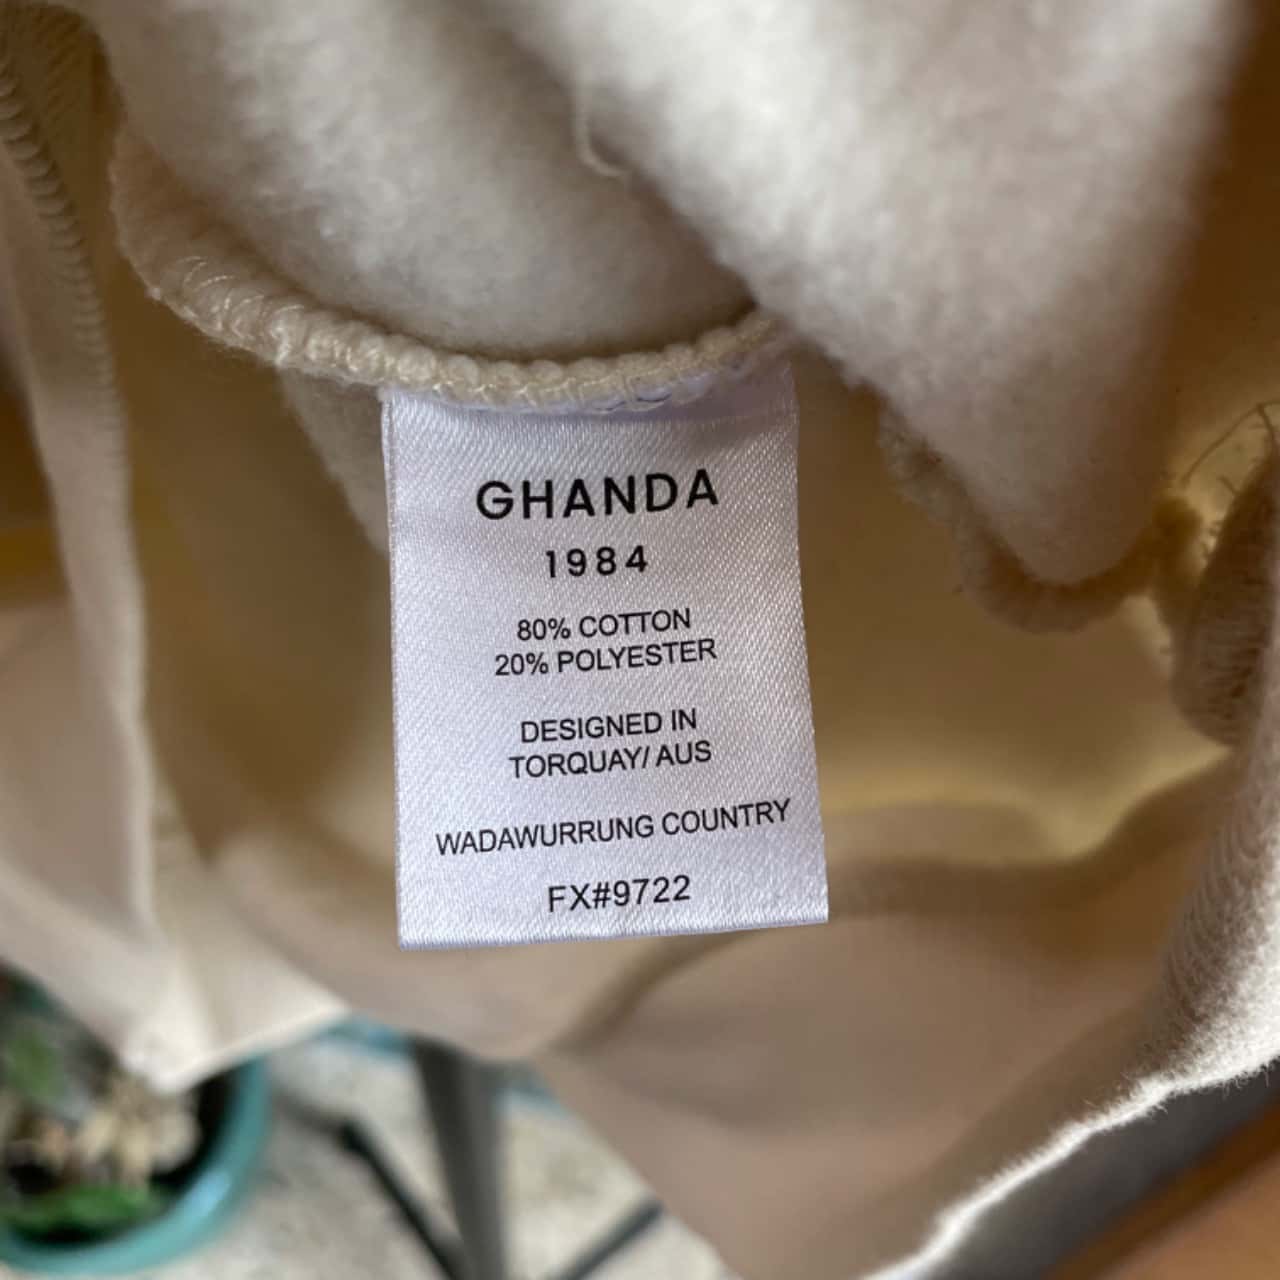 GHANDA
1984
80% COTTON
20% POLYESTER
DESIGNED IN
TORQUAY/ AUS
WADAWURRUNG COUNTRY
FX#9722